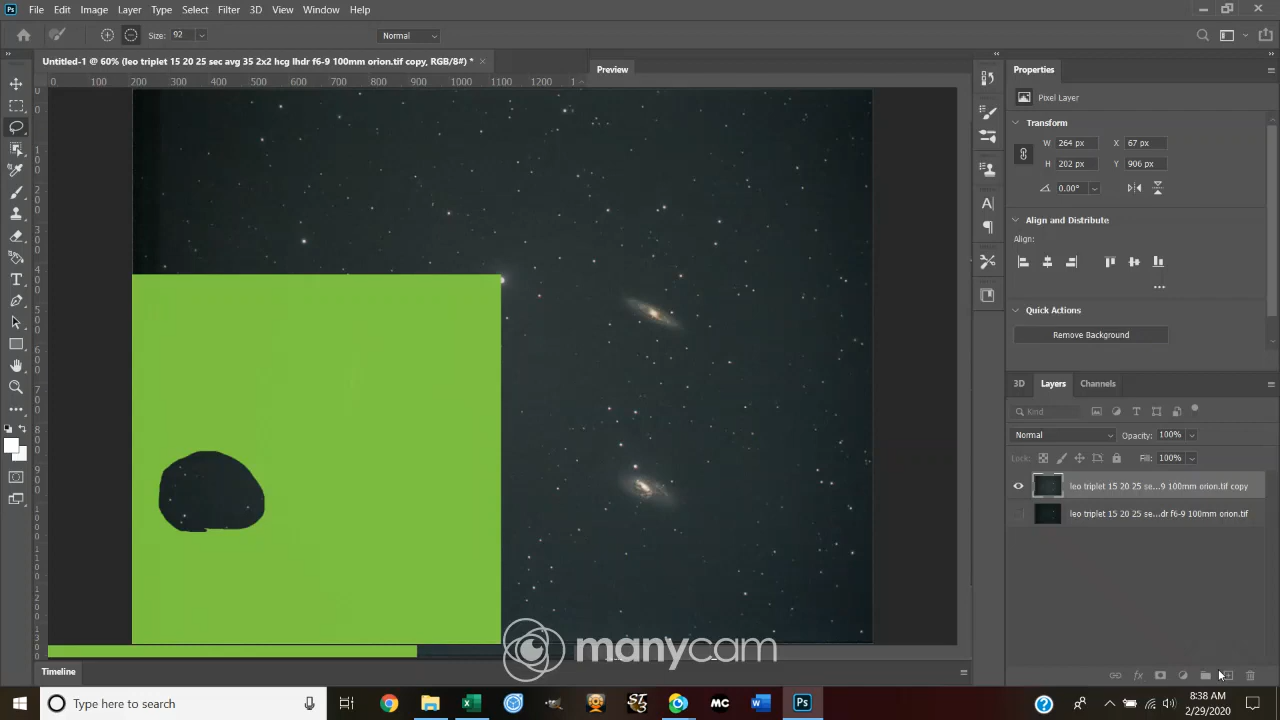 Ps File Edit Image Layer Type Select Filter 3D View Window Help
Size: 92 Normal
Untitled-1 @ 60% (leo triplet 15 20 25 sec avg 35 2x2 hcg lhdr f6-9 100mm orion.tif copy, RGB/8#) *
Preview
0 100 200 300 400 500 600 700 800 900 1000 1100 1200
Properties
Pixel Layer
Transform
W 264 px X 67 px
H 202 px Y 906 px
0.00°
Align and Distribute
Align:
Quick Actions
Remove Background
3D Layers Channels
Kind
Normal Opacity: 100%
Lock: Fill: 100%
leo triplet 15 20 25 se...9 100mm orion.tif copy
leo triplet 15 20 25 se...dr f6-9 100mm orion.tif
manycam
Timeline
Type here to search
8:38 AM
2/29/2020